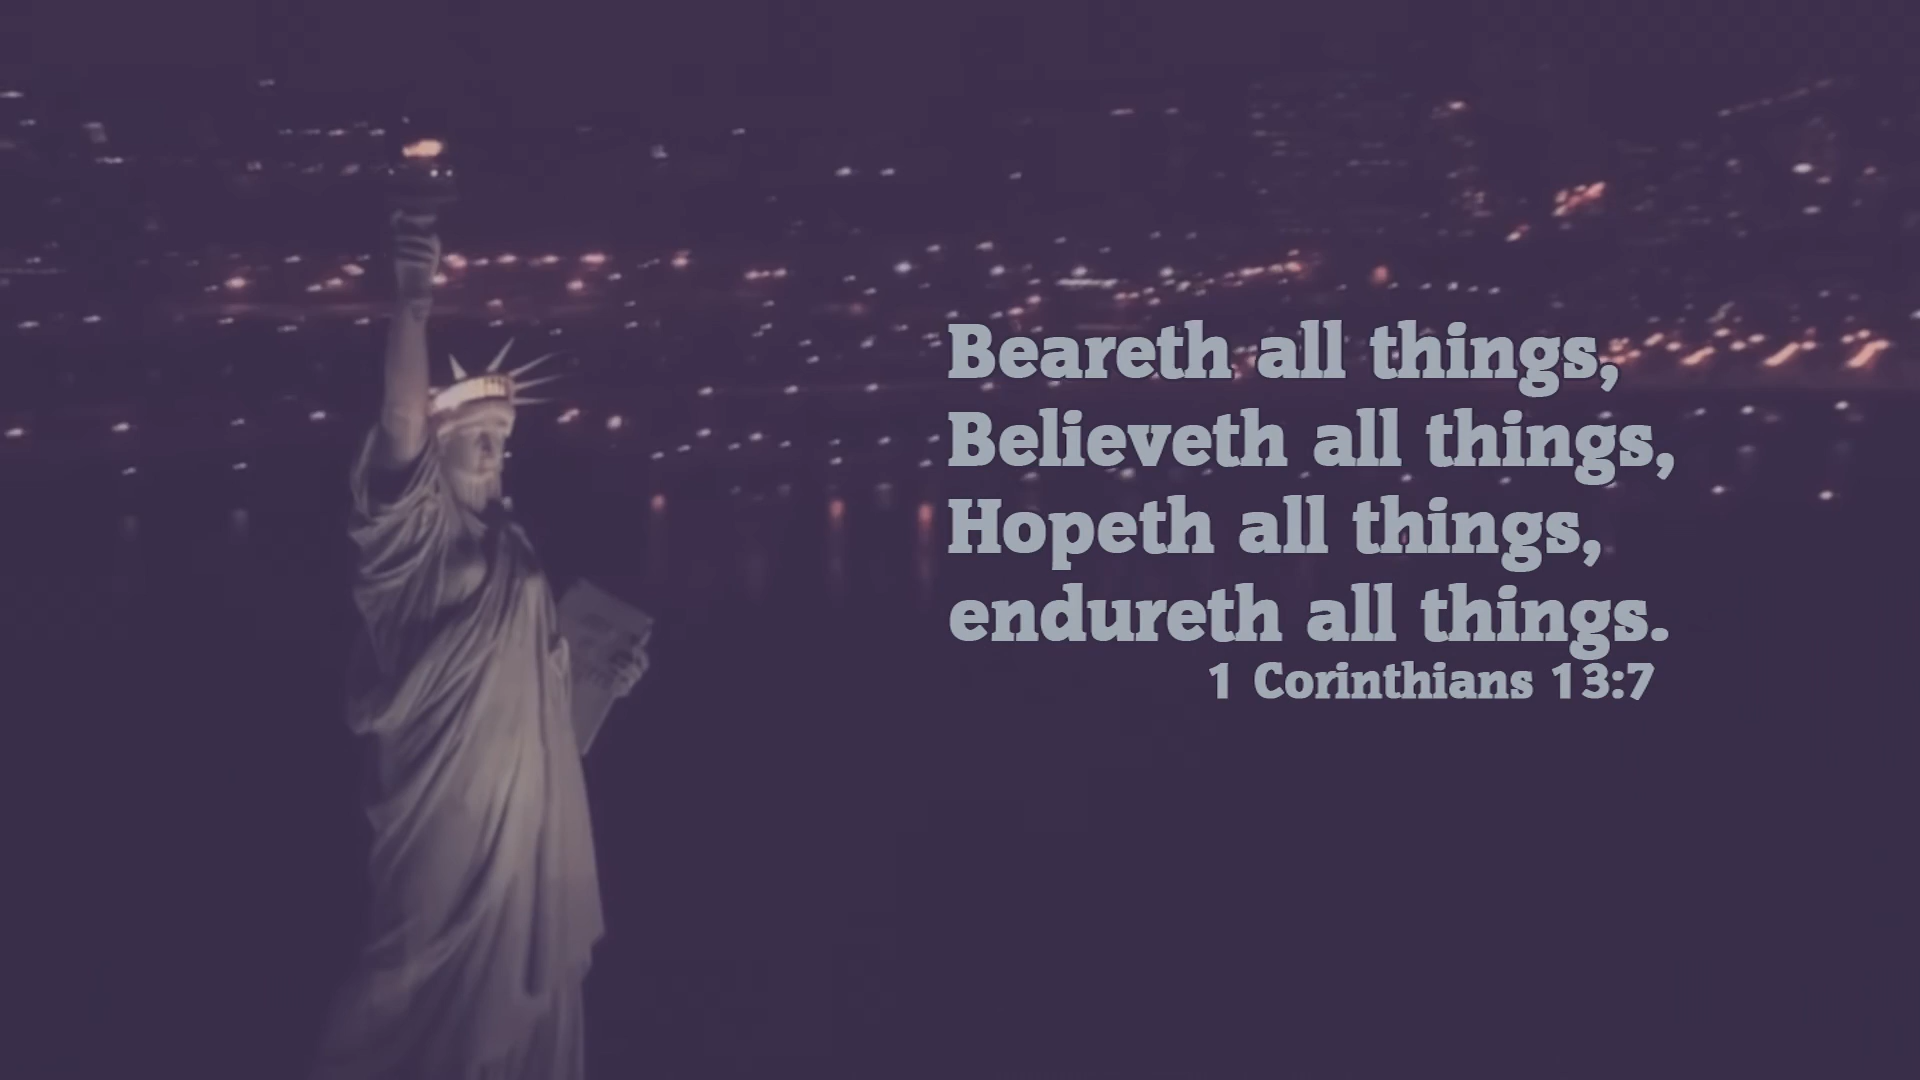 Beareth all things,
Believeth all things,
Hopeth all things,
endureth all things.
1 Corinthians 13:7